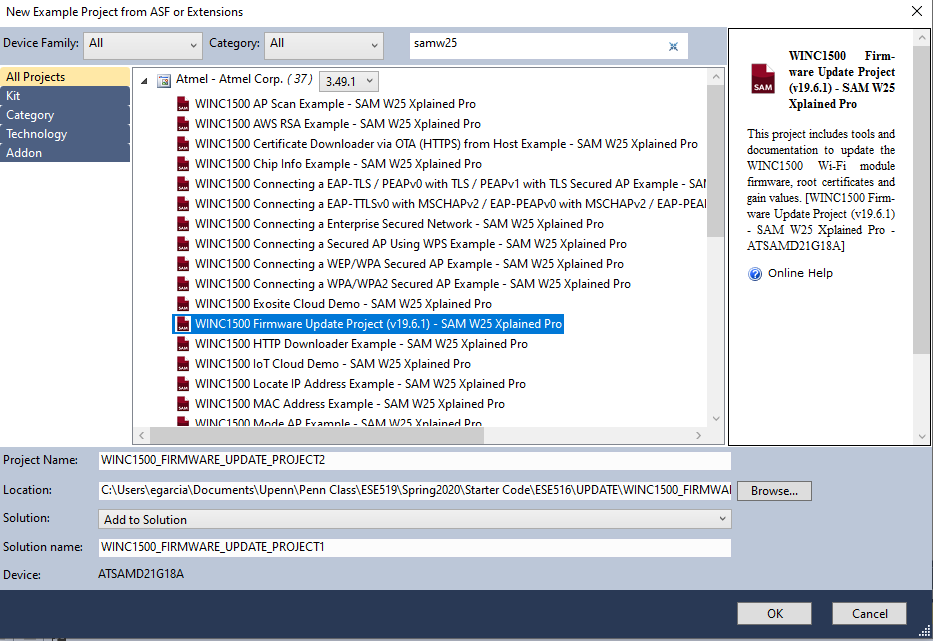 New Example Project from ASF or Extensions
Device Family: All Category: All samw25
All Projects
Kit
Category
Technology
Addon
Atmel - Atmel Corp. (37) 3.49.1
WINC1500 AP Scan Example - SAM W25 Xplained Pro
WINC1500 AWS RSA Example - SAM W25 Xplained Pro
WINC1500 Certificate Downloader via OTA (HTTPS) from Host Example - SAM W25 Xplained Pro
WINC1500 Chip Info Example - SAM W25 Xplained Pro
WINC1500 Connecting a EAP-TLS / PEAPv0 with TLS / PEAPv1 with TLS Secured AP Example - SAM
WINC1500 Connecting a EAP-TTLSv0 with MSCHAPv2 / EAP-PEAPv0 with MSCHAPv2 / EAP-PEAP
WINC1500 Connecting a Enterprise Secured Network - SAM W25 Xplained Pro
WINC1500 Connecting a Secured AP Using WPS Example - SAM W25 Xplained Pro
WINC1500 Connecting a WEP/WPA Secured AP Example - SAM W25 Xplained Pro
WINC1500 Connecting a WPA/WPA2 Secured AP Example - SAM W25 Xplained Pro
WINC1500 Exosite Cloud Demo - SAM W25 Xplained Pro
WINC1500 Firmware Update Project (v19.6.1) - SAM W25 Xplained Pro
WINC1500 HTTP Downloader Example - SAM W25 Xplained Pro
WINC1500 IoT Cloud Demo - SAM W25 Xplained Pro
WINC1500 Locate IP Address Example - SAM W25 Xplained Pro
WINC1500 MAC Address Example - SAM W25 Xplained Pro
WINC1500 Mode AP Example - SAM W25 Xplained Pro
SAM
WINC1500 Firm-
ware Update Project
(v19.6.1) - SAM W25
Xplained Pro
This project includes tools and
documentation to update the
WINC1500 Wi-Fi module
firmware, root certificates and
gain values. [WINC1500 Firm-
ware Update Project (v19.6.1)
- SAM W25 Xplained Pro -
ATSAMD21G18A]
Online Help
Project Name: WINC1500_FIRMWARE_UPDATE_PROJECT2
Location: C:\Users\egarcia\Documents\Upenn\Penn Class\ESE519\Spring2020\Starter Code\ESE516\UPDATE\WINC1500_FIRMWAR Browse...
Solution: Add to Solution
Solution name: WINC1500_FIRMWARE_UPDATE_PROJECT1
Device: ATSAMD21G18A
OK Cancel